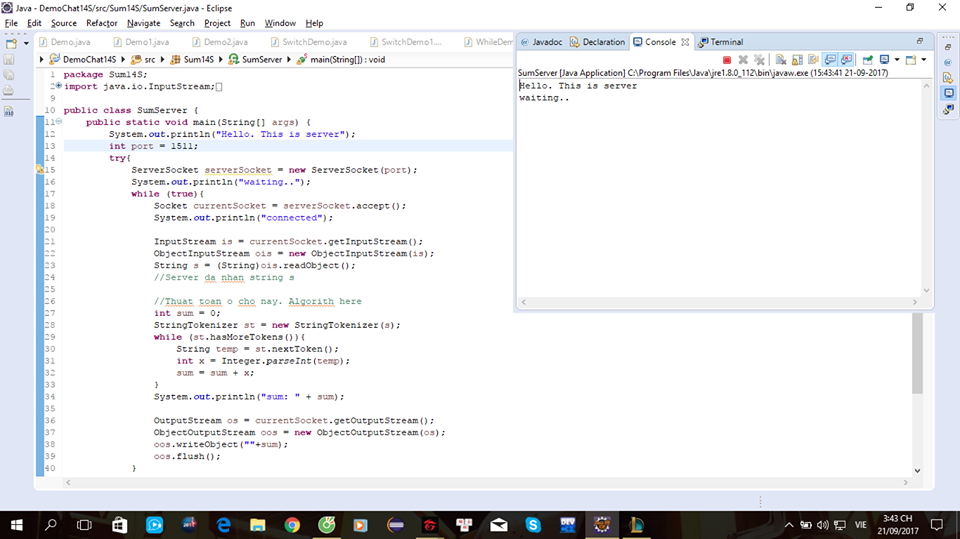 Java - DemoChat14S/src/Sum14S/SumServer.java - Eclipse
File Edit Source Refactor Navigate Search Project Run Window Help
Demo.java Demo1.java Demo2.java SwitchDemo.java SwitchDemo1.... WhileDem
DemoChat14S src Sum14S SumServer main(String[]) : void
1 package Sum14S;
2 import java.io.InputStream;
9
10 public class SumServer {
11 public static void main(String[] args) {
12 System.out.println("Hello. This is server");
13 int port = 1511;
14 try{
15 ServerSocket serverSocket = new ServerSocket(port);
16 System.out.println("waiting..");
17 while (true){
18 Socket currentSocket = serverSocket.accept();
19 System.out.println("connected");
20
21 InputStream is = currentSocket.getInputStream();
22 ObjectInputStream ois = new ObjectInputStream(is);
23 String s = (String)ois.readObject();
24 //Server da nhan string s
25
26 //Thuat toan o cho nay. Algorith here
27 int sum = 0;
28 StringTokenizer st = new StringTokenizer(s);
29 while (st.hasMoreTokens()){
30 String temp = st.nextToken();
31 int x = Integer.parseInt(temp);
32 sum = sum + x;
33 }
34 System.out.println("sum: " + sum);
35
36 OutputStream os = currentSocket.getOutputStream();
37 ObjectOutputStream oos = new ObjectOutputStream(os);
38 oos.writeObject(""+sum);
39 oos.flush();
40 }
Javadoc Declaration Console Terminal
SumServer [Java Application] C:\Program Files\Java\jre1.8.0_112\bin\javaw.exe (15:43:41 21-09-2017)
Hello. This is server
waiting..
VIE
3:43 CH
21/09/2017